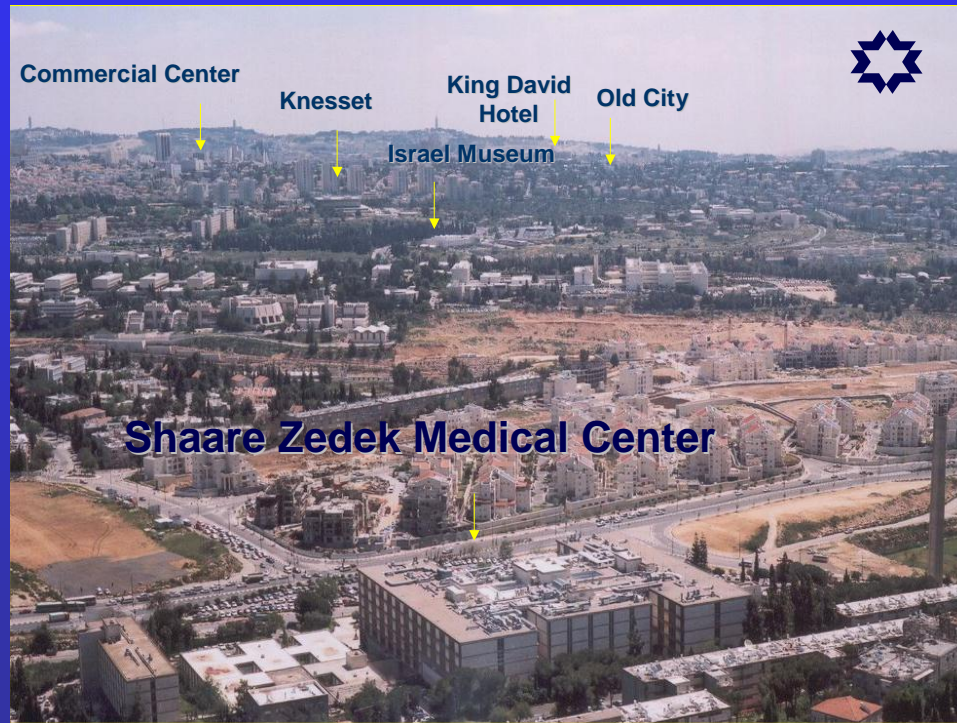 Commercial Center
Knesset
King David
Hotel
Old City
Israel Museum
Shaare Zedek Medical Center